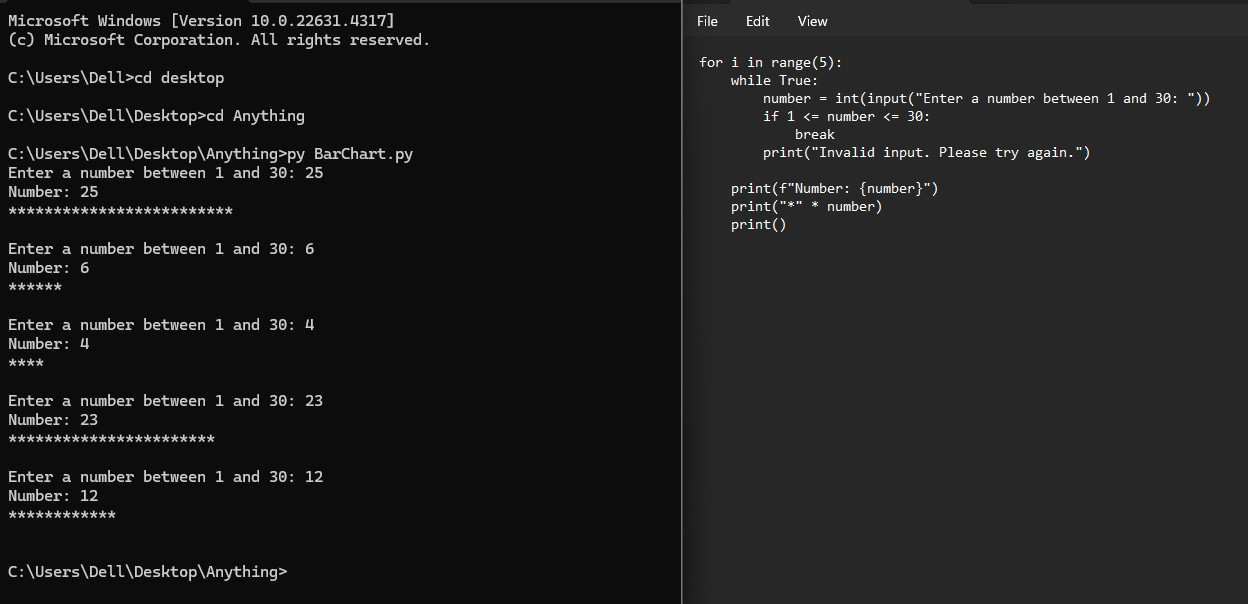 Microsoft Windows [Version 10.0.22631.4317]
(c) Microsoft Corporation. All rights reserved.
C:\Users\Dell>cd desktop
C:\Users\Dell\Desktop>cd Anything
C:\Users\Dell\Desktop\Anything>py BarChart.py
Enter a number between 1 and 30: 25
Number: 25
*************************
Enter a number between 1 and 30: 6
Number: 6
******
Enter a number between 1 and 30: 4
Number: 4
****
Enter a number between 1 and 30: 23
Number: 23
***********************
Enter a number between 1 and 30: 12
Number: 12
************
C:\Users\Dell\Desktop\Anything>
File Edit View
for i in range(5):
    while True:
        number = int(input("Enter a number between 1 and 30: "))
        if 1 <= number <= 30:
            break
        print("Invalid input. Please try again.")
    print(f"Number: {number}")
    print("*" * number)
    print()